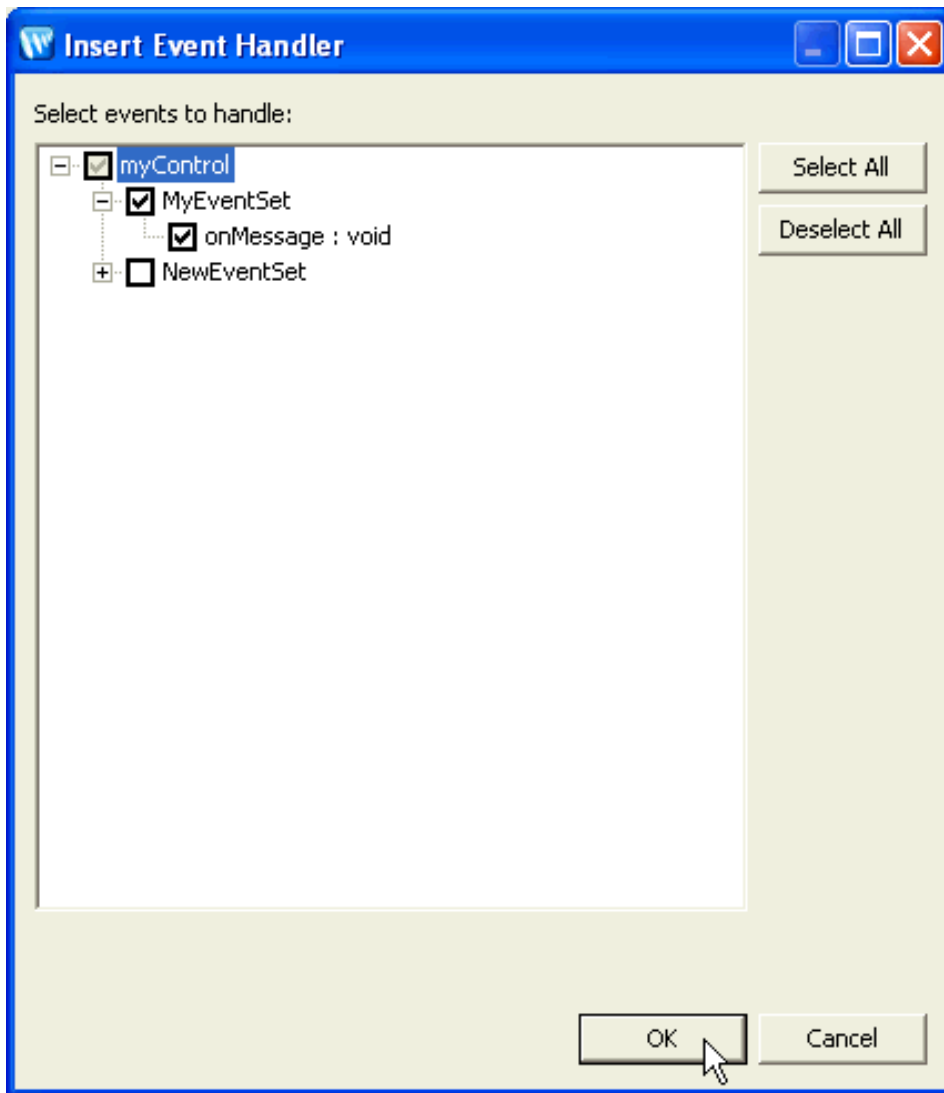 Insert Event Handler
Select events to handle:
myControl
Select All
MyEventSet
onMessage : void
Deselect All
NewEventSet
OK
Cancel